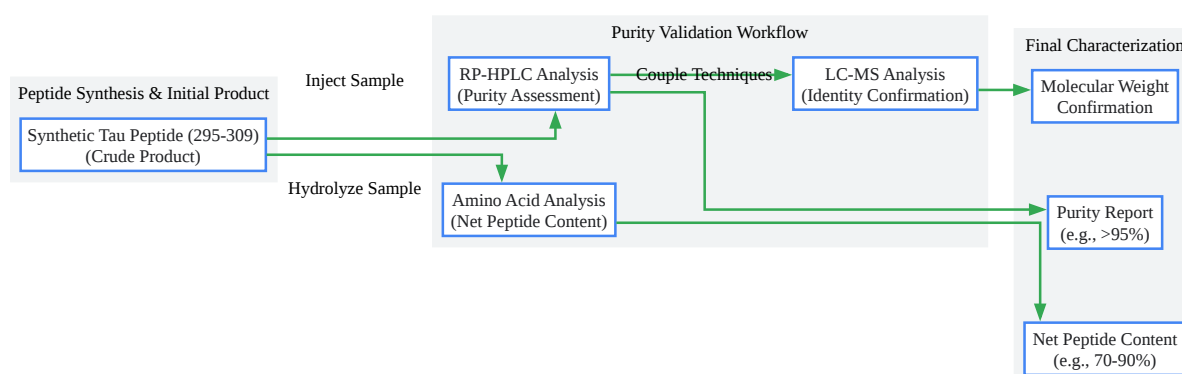 Peptide Synthesis & Initial Product
Synthetic Tau Peptide (295-309)
(Crude Product)
Inject Sample
Hydrolyze Sample
Purity Validation Workflow
RP-HPLC Analysis
(Purity Assessment)
Couple Techniques
LC-MS Analysis
(Identity Confirmation)
Amino Acid Analysis
(Net Peptide Content)
Final Characterization
Molecular Weight
Confirmation
Purity Report
(e.g., >95%)
Net Peptide Content
(e.g., 70-90%)